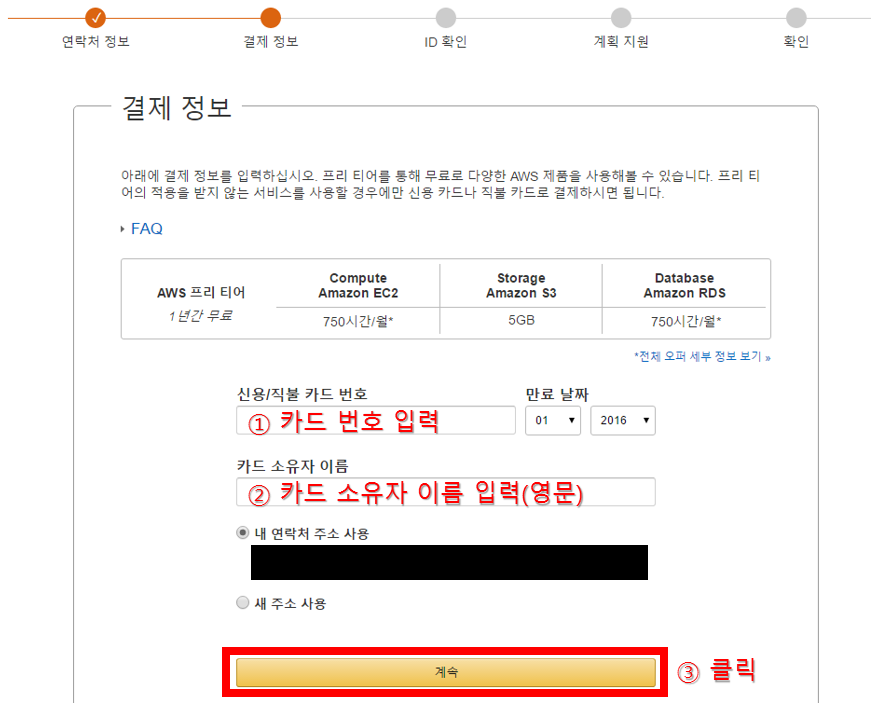 연락처 정보
결제 정보
ID 확인
계획 지원
확인
결제 정보
아래에 결제 정보를 입력하십시오. 프리 티어를 통해 무료로 다양한 AWS 제품을 사용해볼 수 있습니다. 프리 티
어의 적용을 받지 않는 서비스를 사용할 경우에만 신용 카드나 직불 카드로 결제하시면 됩니다.
FAQ
AWS 프리 티어
1년간 무료
Compute
Amazon EC2
750시간/월*
Storage
Amazon S3
5GB
Database
Amazon RDS
750시간/월*
*전체 오퍼 세부 정보 보기 »
신용/직불 카드 번호
① 카드 번호 입력
만료 날짜
01
2016
카드 소유자 이름
② 카드 소유자 이름 입력(영문)
내 연락처 주소 사용
새 주소 사용
계속
③ 클릭